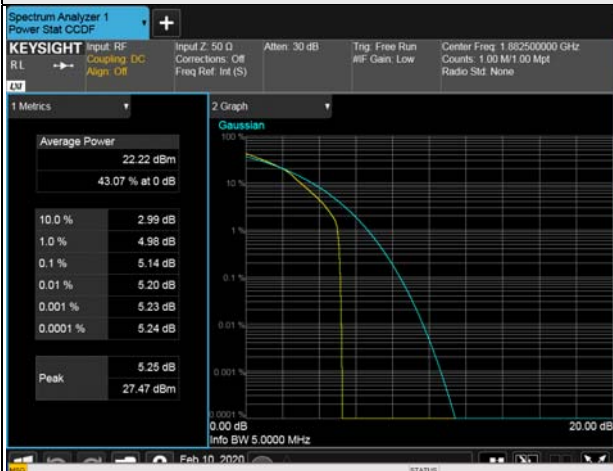 Spectrum Analyzer 1
Power Stat CCDF
KEYSIGHT
RL
LXI
Input: RF
Coupling: DC
Align: Off
Input Z: 50 Ω
Corrections: Off
Freq Ref: Int (S)
Atten: 30 dB
Trig: Free Run
#IF Gain: Low
Center Freq: 1.882500000 GHz
Counts: 1.00 M/1.00 Mpt
Radio Std: None
1 Metrics
Average Power
22.22 dBm
43.07 % at 0 dB
10.0 % 2.99 dB
1.0 % 4.98 dB
0.1 % 5.14 dB
0.01 % 5.20 dB
0.001 % 5.23 dB
0.0001 % 5.24 dB
Peak
5.25 dB
27.47 dBm
2 Graph
Gaussian
100 %
10 %
1 %
0.1 %
0.01 %
0.001 %
0.0001 %
0.00 dB
20.00 dB
Info BW 5.0000 MHz
Feb 10, 2020
MSG
STATUS